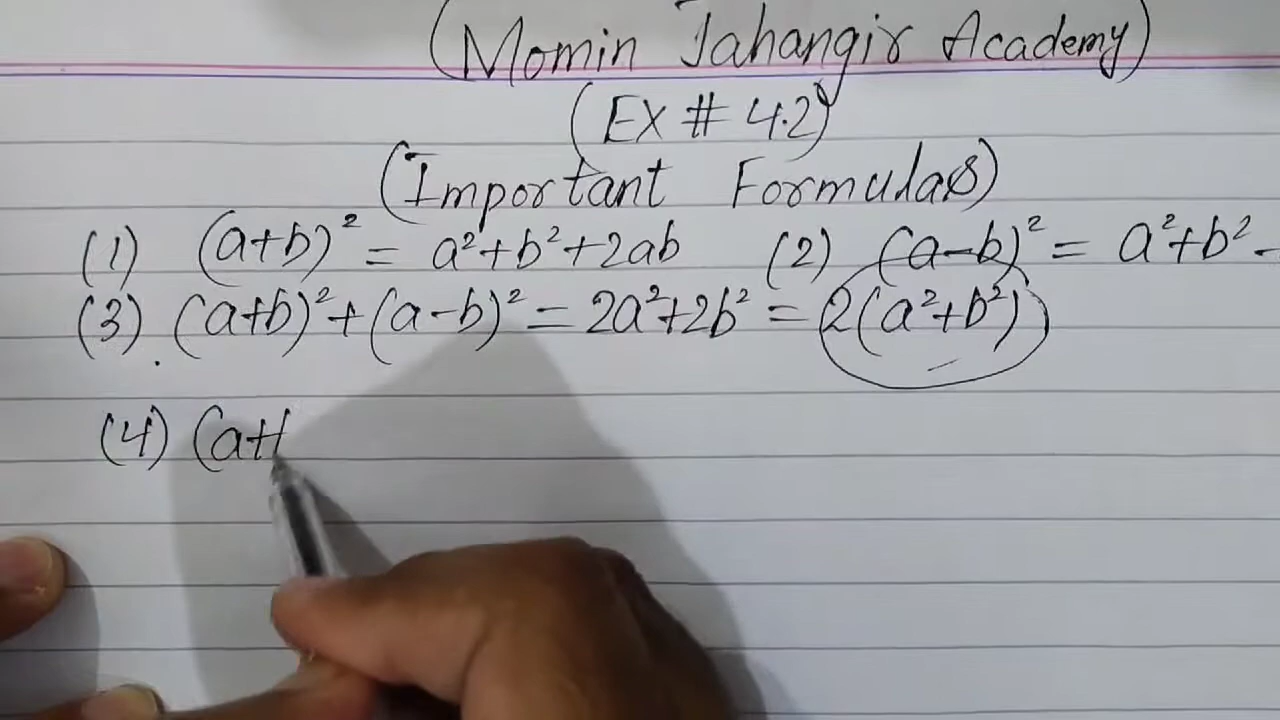 (Momin Jahangir Academy)
(EX # 4.2)
(Important Formulas)
(1) (a+b)² = a²+b²+2ab (2) (a-b)² = a²+b² -
(3) (a+b)²+(a-b)² = 2a²+2b² = 2(a²+b²)
(4) (a+